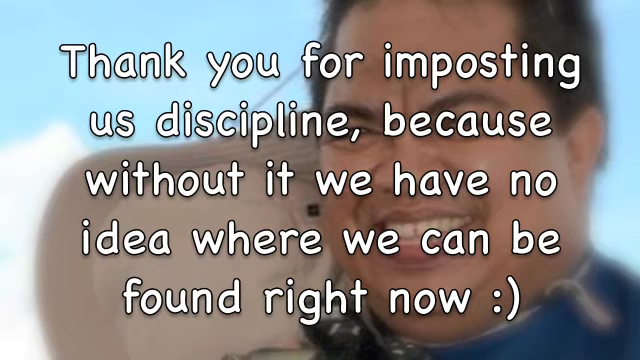 Thank you for imposting
us discipline, because
without it we have no
idea where we can be
found right now :)